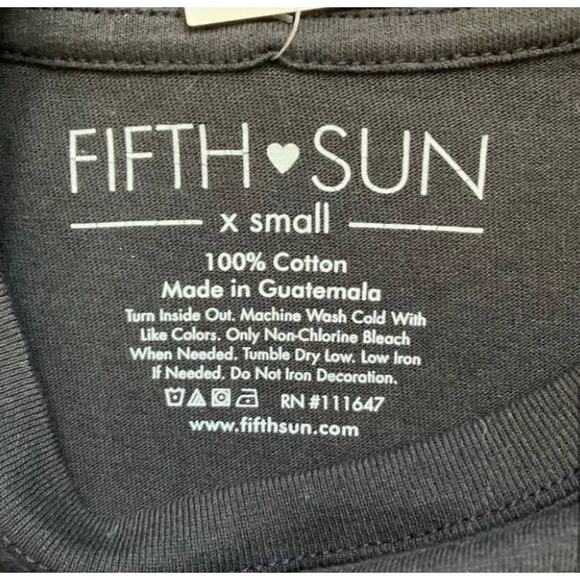 FIFTH♥SUN
x small
100% Cotton
Made in Guatemala
Turn Inside Out. Machine Wash Cold With
Like Colors. Only Non-Chlorine Bleach
When Needed. Tumble Dry Low. Low Iron
If Needed. Do Not Iron Decoration.
RN #111647
www.fifthsun.com